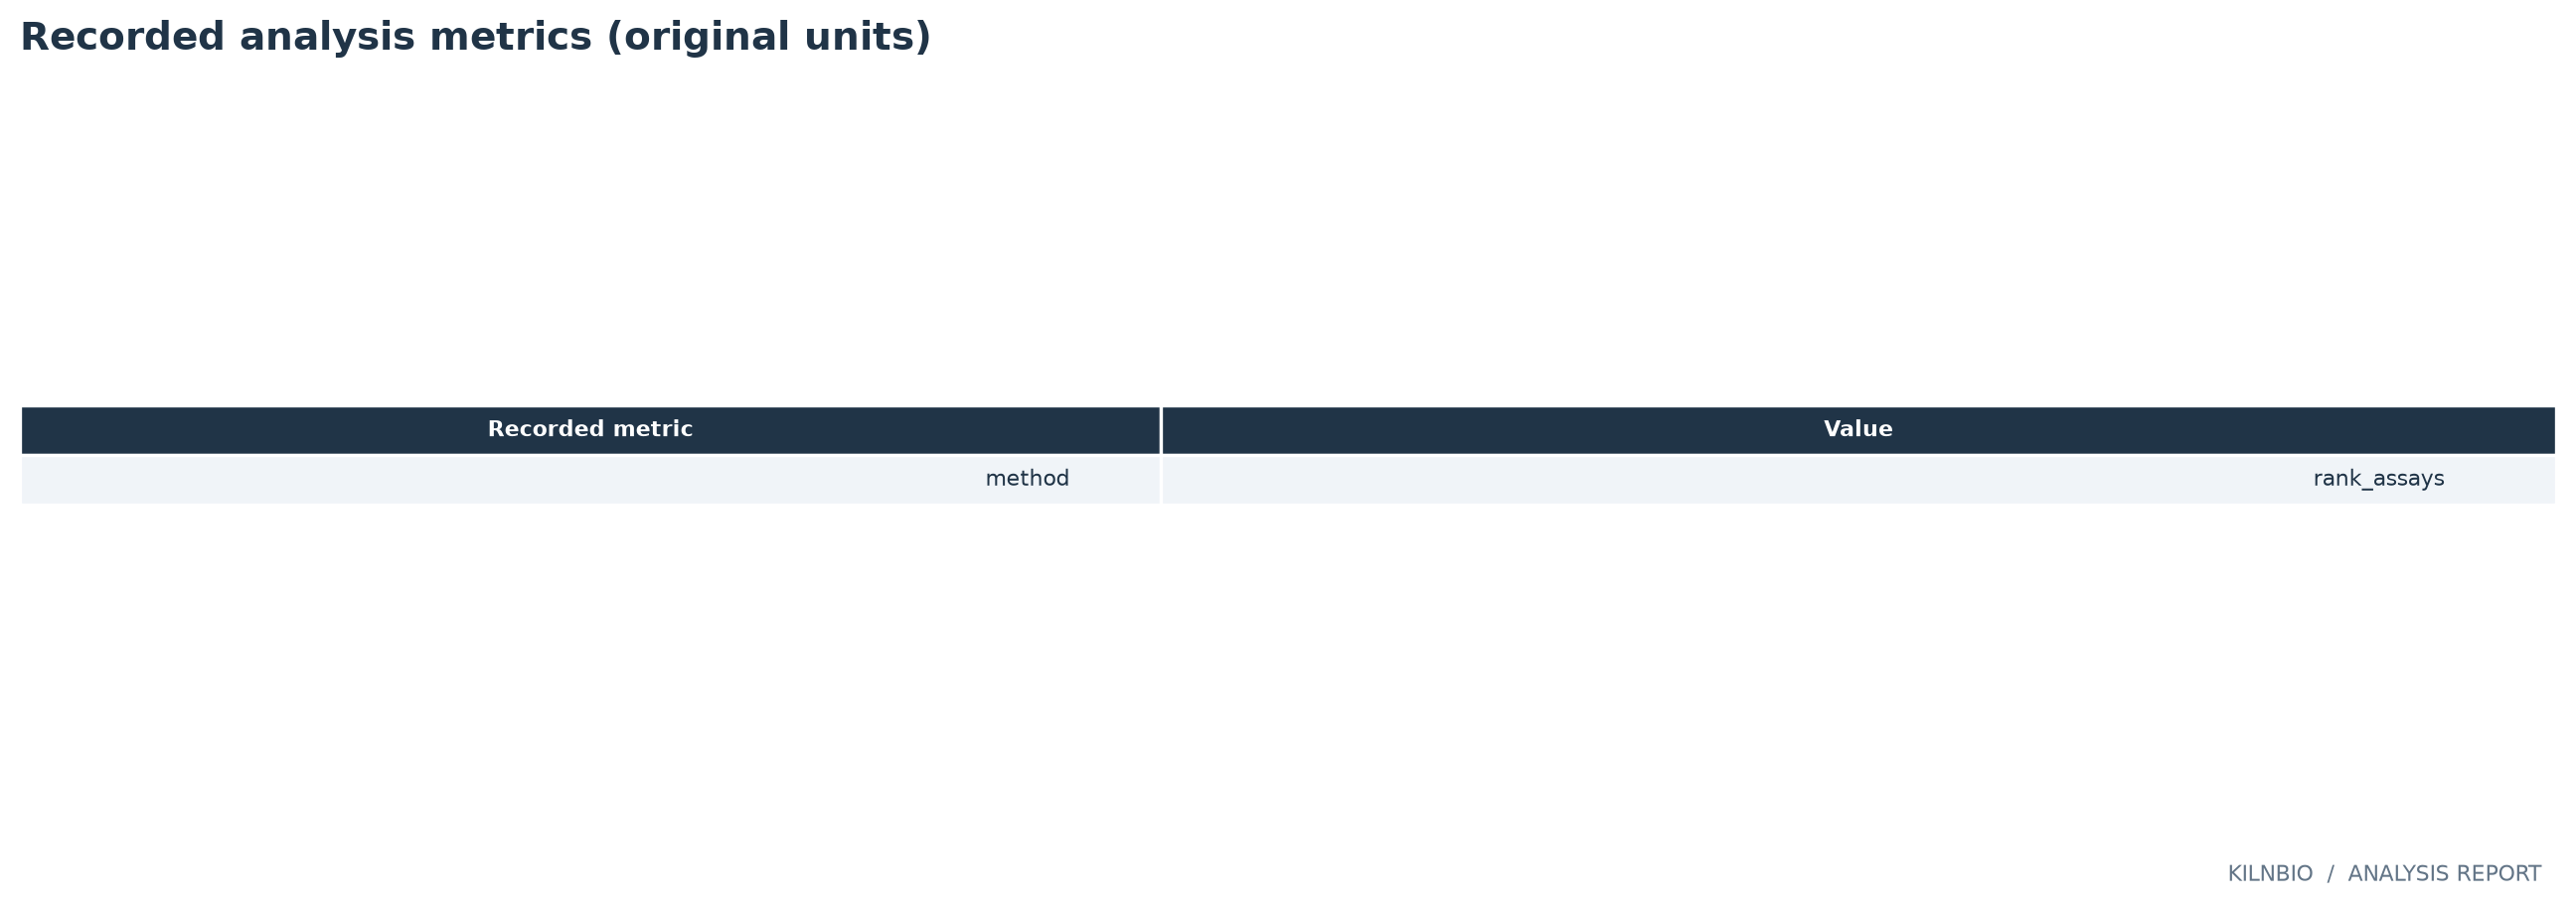 Recorded analysis metrics (original units)
Recorded metric Value
method rank_assays
KILNBIO / ANALYSIS REPORT